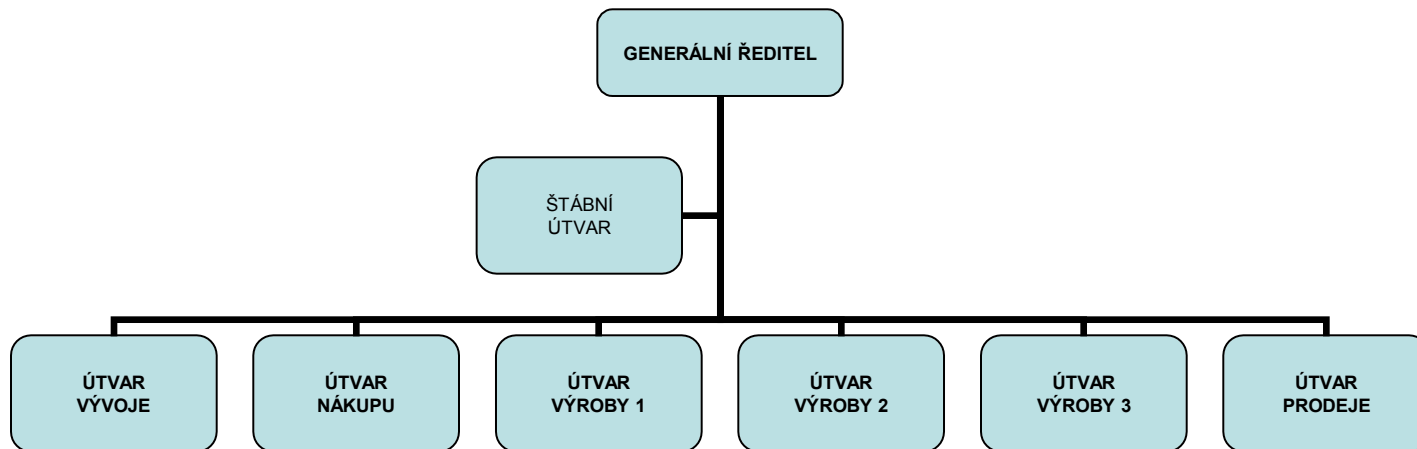 GENERÁLNÍ ŘEDITEL
ŠTÁBNÍ
ÚTVAR
ÚTVAR
VÝVOJE
ÚTVAR
NÁKUPU
ÚTVAR
VÝROBY 1
ÚTVAR
VÝROBY 2
ÚTVAR
VÝROBY 3
ÚTVAR
PRODEJE